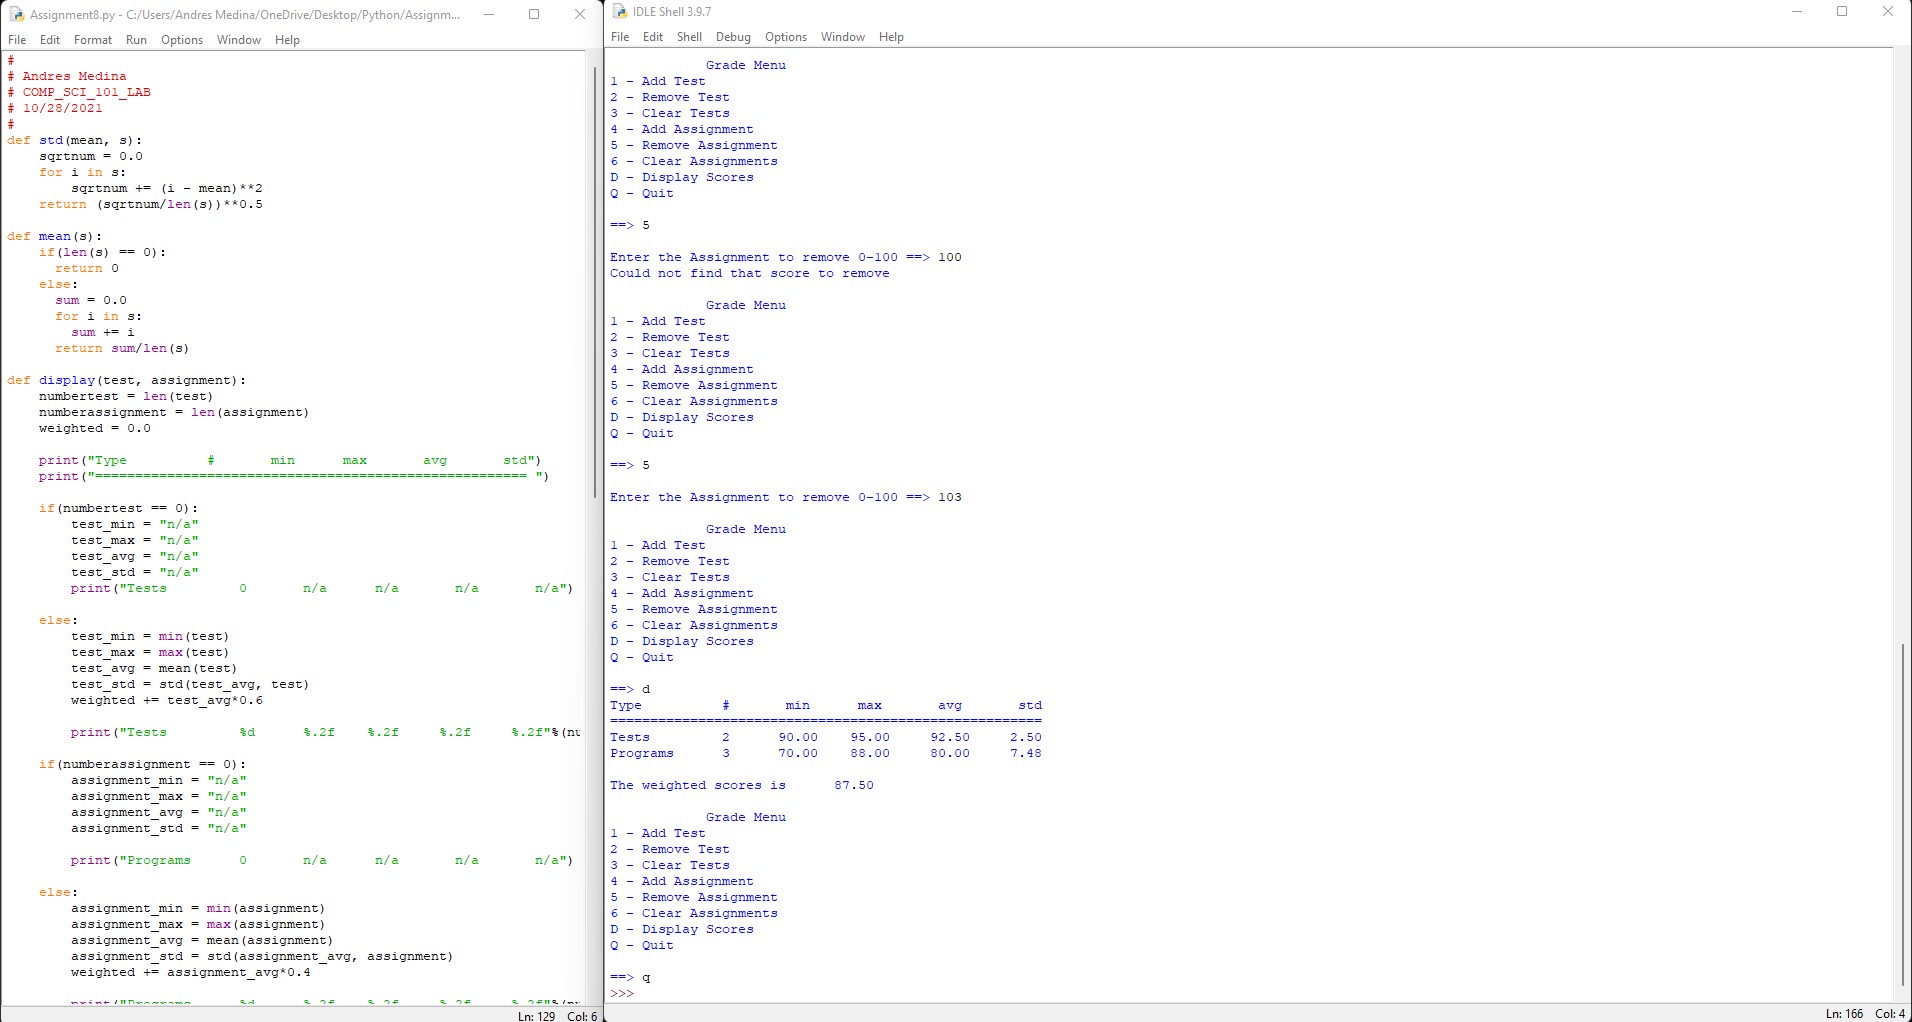 Assignment8.py - C:/Users/Andres Medina/OneDrive/Desktop/Python/Assignm...
File Edit Format Run Options Window Help
#
# Andres Medina
# COMP_SCI_101_LAB
# 10/28/2021
#
def std(mean, s):
    sqrtnum = 0.0
    for i in s:
        sqrtnum += (i - mean)**2
    return (sqrtnum/len(s))**0.5
def mean(s):
    if(len(s) == 0):
      return 0
    else:
      sum = 0.0
      for i in s:
        sum += i
      return sum/len(s)
def display(test, assignment):
    numbertest = len(test)
    numberassignment = len(assignment)
    weighted = 0.0
    print("Type          #       min      max       avg       std")
    print("====================================================== ")
    if(numbertest == 0):
        test_min = "n/a"
        test_max = "n/a"
        test_avg = "n/a"
        test_std = "n/a"
        print("Tests         0       n/a      n/a       n/a       n/a")
    else:
        test_min = min(test)
        test_max = max(test)
        test_avg = mean(test)
        test_std = std(test_avg, test)
        weighted += test_avg*0.6
        print("Tests         %d      %.2f    %.2f     %.2f     %.2f"%(nu
    if(numberassignment == 0):
        assignment_min = "n/a"
        assignment_max = "n/a"
        assignment_avg = "n/a"
        assignment_std = "n/a"
        print("Programs      0       n/a      n/a       n/a       n/a")
    else:
        assignment_min = min(assignment)
        assignment_max = max(assignment)
        assignment_avg = mean(assignment)
        assignment_std = std(assignment_avg, assignment)
        weighted += assignment_avg*0.4
        print("Programs      %d      %.2f    %.2f     %.2f     %.2f"%(nu
Ln: 129 Col: 6
IDLE Shell 3.9.7
File Edit Shell Debug Options Window Help
            Grade Menu
1 - Add Test
2 - Remove Test
3 - Clear Tests
4 - Add Assignment
5 - Remove Assignment
6 - Clear Assignments
D - Display Scores
Q - Quit
==> 5
Enter the Assignment to remove 0-100 ==> 100
Could not find that score to remove
            Grade Menu
1 - Add Test
2 - Remove Test
3 - Clear Tests
4 - Add Assignment
5 - Remove Assignment
6 - Clear Assignments
D - Display Scores
Q - Quit
==> 5
Enter the Assignment to remove 0-100 ==> 103
            Grade Menu
1 - Add Test
2 - Remove Test
3 - Clear Tests
4 - Add Assignment
5 - Remove Assignment
6 - Clear Assignments
D - Display Scores
Q - Quit
==> d
Type          #       min      max       avg       std
======================================================
Tests         2      90.00    95.00     92.50     2.50
Programs      3      70.00    88.00     80.00     7.48
The weighted scores is      87.50
            Grade Menu
1 - Add Test
2 - Remove Test
3 - Clear Tests
4 - Add Assignment
5 - Remove Assignment
6 - Clear Assignments
D - Display Scores
Q - Quit
==> q
>>>
Ln: 166 Col: 4